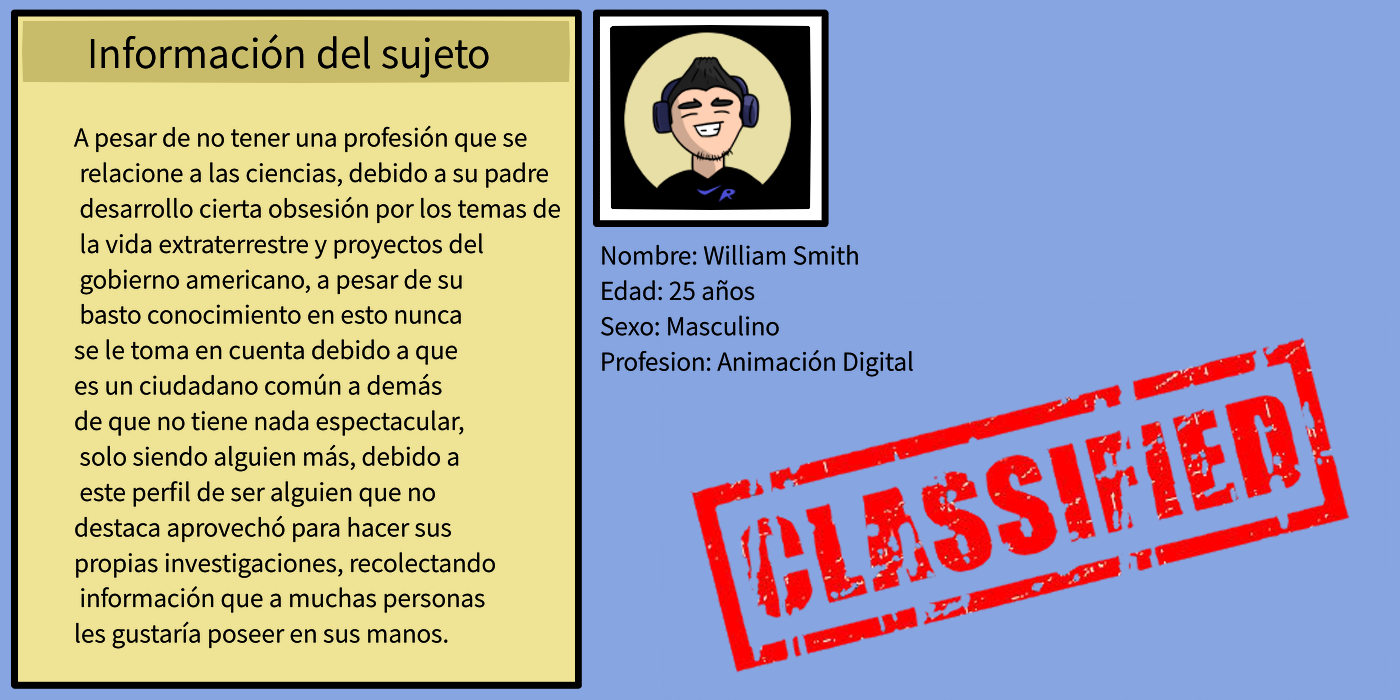 Información del sujeto
A pesar de no tener una profesión que se
relacione a las ciencias, debido a su padre
desarrollo cierta obsesión por los temas de
la vida extraterrestre y proyectos del
gobierno americano, a pesar de su
basto conocimiento en esto nunca
se le toma en cuenta debido a que
es un ciudadano común a demás
de que no tiene nada espectacular,
solo siendo alguien más, debido a
este perfil de ser alguien que no
destaca aprovechó para hacer sus
propias investigaciones, recolectando
información que a muchas personas
les gustaría poseer en sus manos.
Nombre: William Smith
Edad: 25 años
Sexo: Masculino
Profesion: Animación Digital
CLASSIFIED